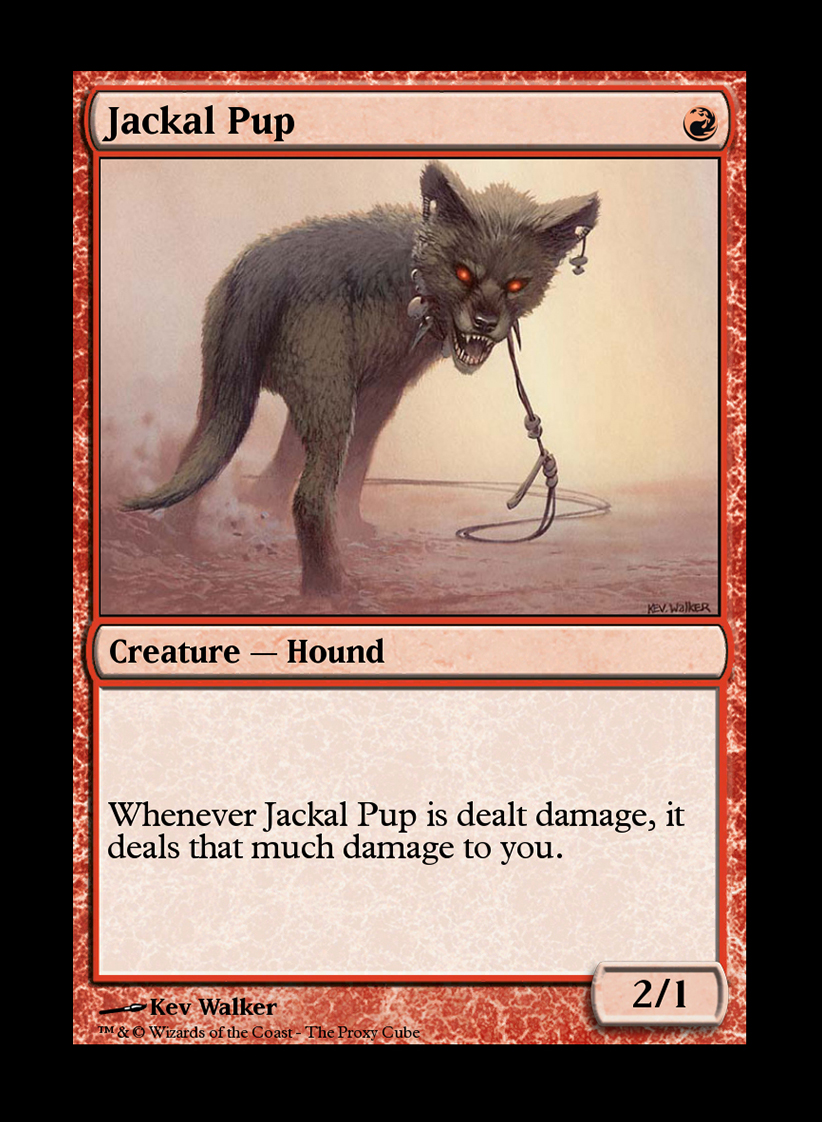 Jackal Pup
KEV. WALKER
Creature — Hound
Whenever Jackal Pup is dealt damage, it
deals that much damage to you.
2/1
Kev Walker
™ & © Wizards of the Coast - The Proxy Cube